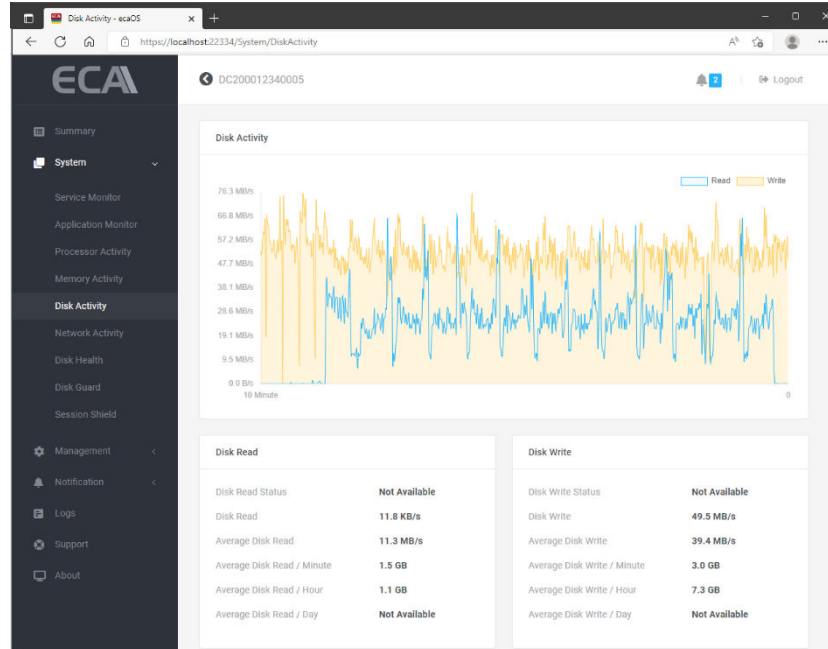 Disk Activity - ecaOS
https://localhost:22334/System/DiskActivity
ECA
DC200012340005
2
Logout
Summary
System
Service Monitor
Application Monitor
Processor Activity
Memory Activity
Disk Activity
Network Activity
Disk Health
Disk Guard
Session Shield
Management
Notification
Logs
Support
About
Disk Activity
Read
Write
76.3 MB/s
66.8 MB/s
57.2 MB/s
47.7 MB/s
38.1 MB/s
28.6 MB/s
19.1 MB/s
9.5 MB/s
0.0 B/s
10 Minute
0
Disk Read
Disk Read Status Not Available
Disk Read 11.8 KB/s
Average Disk Read 11.3 MB/s
Average Disk Read / Minute 1.5 GB
Average Disk Read / Hour 1.1 GB
Average Disk Read / Day Not Available
Disk Write
Disk Write Status Not Available
Disk Write 49.5 MB/s
Average Disk Write 39.4 MB/s
Average Disk Write / Minute 3.0 GB
Average Disk Write / Hour 7.3 GB
Average Disk Write / Day Not Available